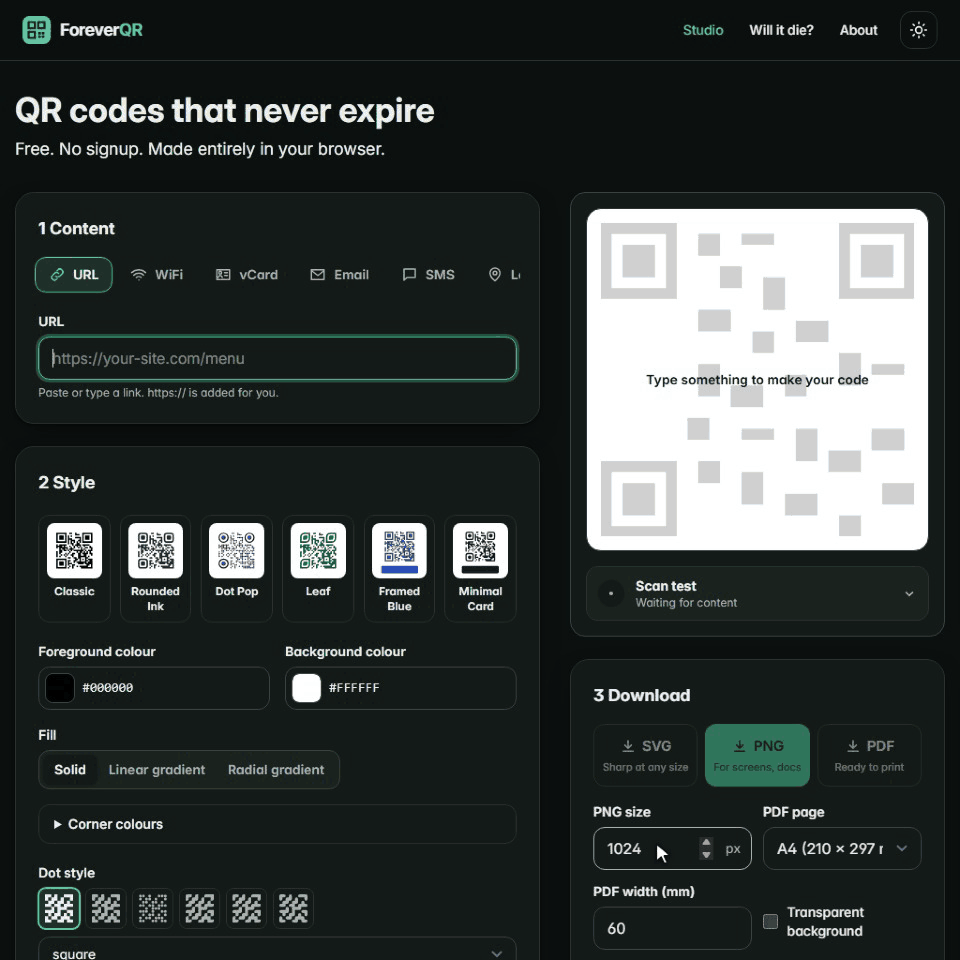 ForeverQR
Studio
Will it die?
About
QR codes that never expire
Free. No signup. Made entirely in your browser.
1 Content
URL
WiFi
vCard
Email
SMS
URL
https://your-site.com/menu
Paste or type a link. https:// is added for you.
2 Style
Classic
Rounded
Ink
Dot Pop
Leaf
Framed
Blue
Minimal
Card
Foreground colour
Background colour
#000000
#FFFFFF
Fill
Solid
Linear gradient
Radial gradient
Corner colours
Dot style
square
Type something to make your code
Scan test
Waiting for content
3 Download
SVG
Sharp at any size
PNG
For screens, docs
PDF
Ready to print
PNG size
PDF page
1024
px
A4 (210 × 297
PDF width (mm)
60
Transparent
background